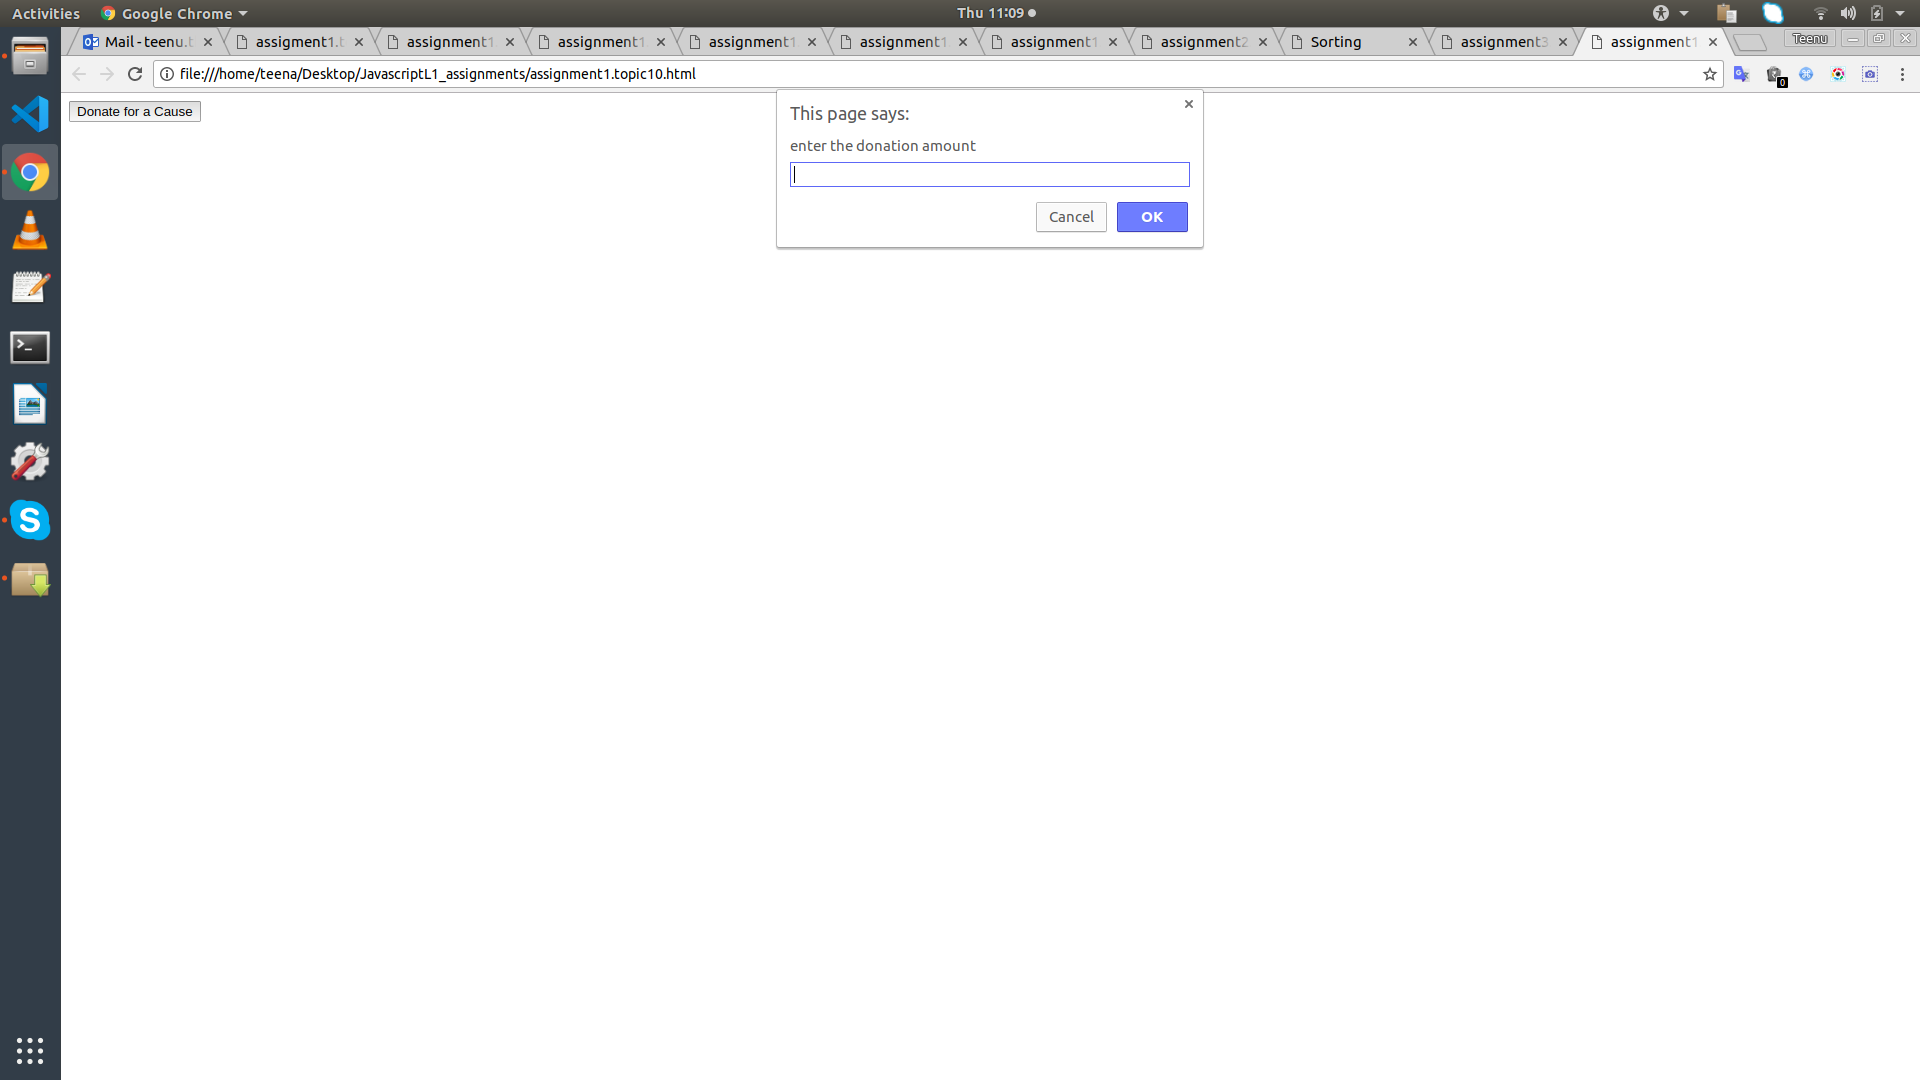 Activities
Google Chrome
Thu 11:09
Mail - teenu.t
assigment1.t
assignment1
assignment1
assignment1
assignment1
assignment1
assignment2
Sorting
assignment3
assignment1
Teenu
file:///home/teena/Desktop/JavascriptL1_assignments/assignment1.topic10.html
0
Donate for a Cause
This page says:
enter the donation amount
Cancel
OK